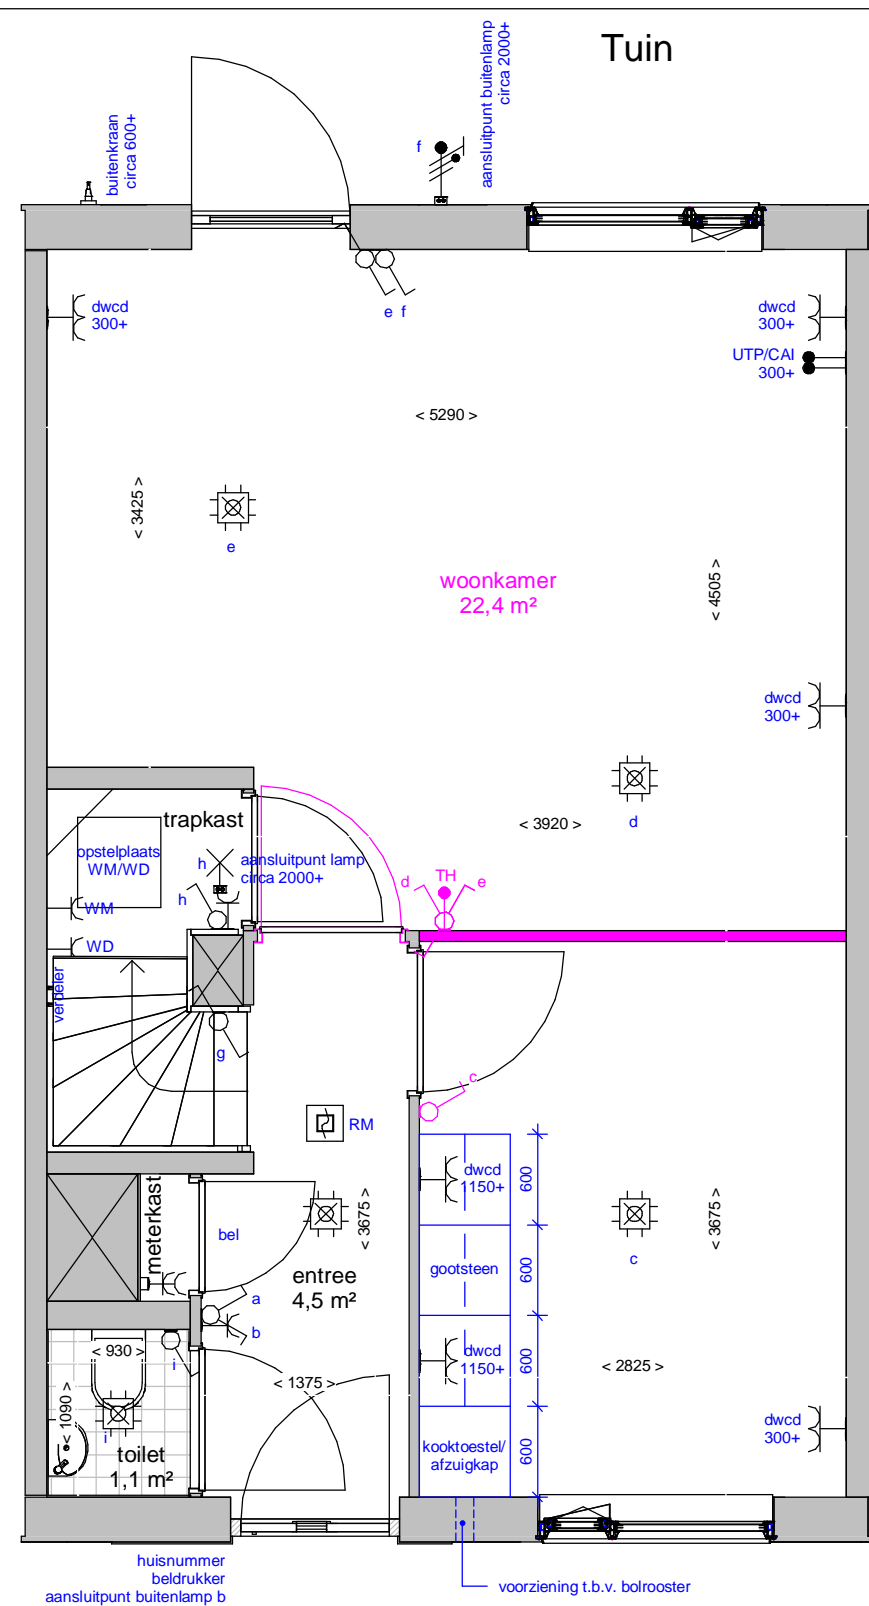 Tuin
buitenkraan
circa 600+
f
aansluitpunt buitenlamp
circa 2000+
e f
dwcd
300+
dwcd
300+
UTP/CAI
300+
< 5290 >
< 3425 >
e
woonkamer
22,4 m²
< 4505 >
dwcd
300+
d
< 3920 >
trapkast
opstelplaats
WM/WD
h
aansluitpunt lamp
circa 2000+
h
WM
WD
d
TH
e
verdeler
g
c
RM
dwcd
1150+
600
meterkast
bel
< 3675 >
entree
4,5 m²
a
b
gootsteen
600
c
< 3675 >
< 930 >
i
< 1375 >
dwcd
1150+
600
< 2825 >
< 1090 >
i
toilet
1,1 m²
kooktoestel/
afzuigkap
600
dwcd
300+
huisnummer
beldrukker
aansluitpunt buitenlamp b
voorziening t.b.v. bolrooster